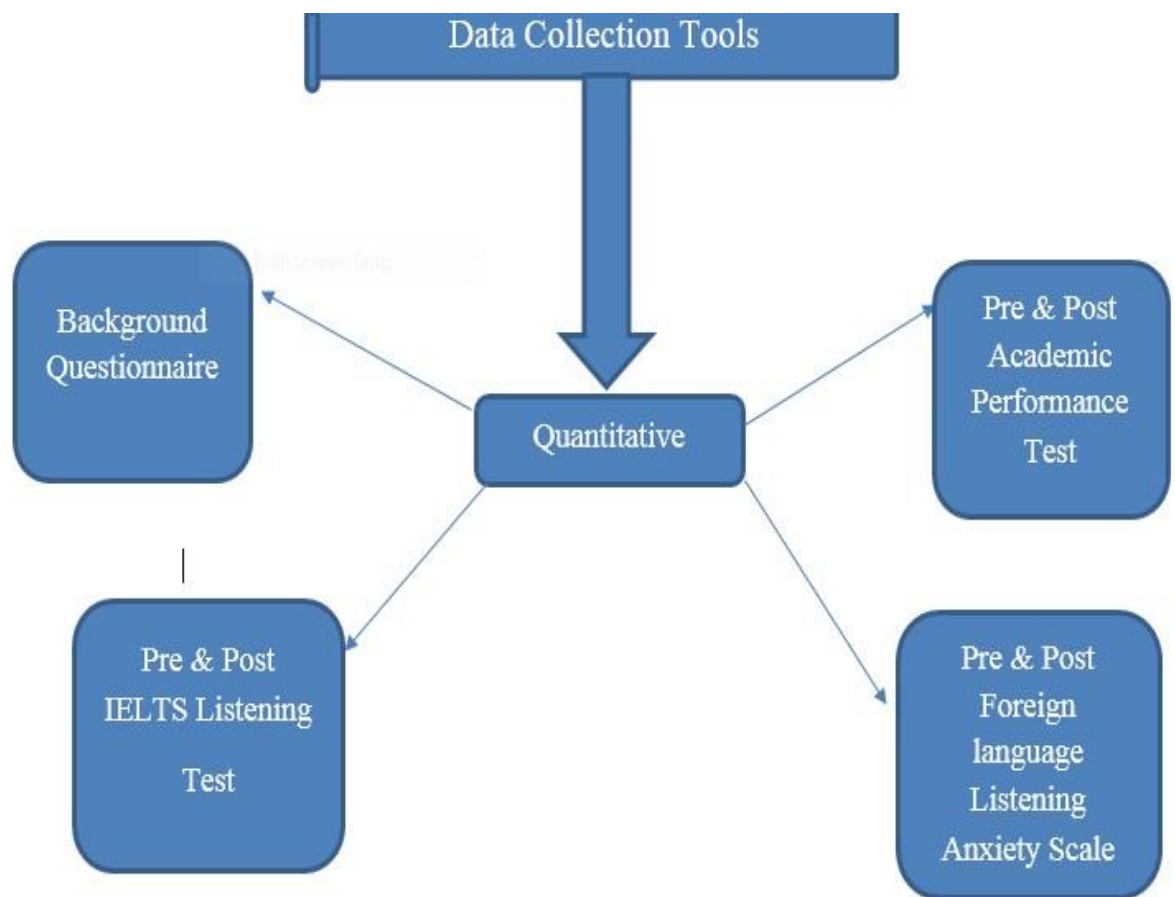 Data Collection Tools
Background
Questionnaire
Quantitative
Pre & Post
Academic
Performance
Test
Pre & Post
IELTS Listening
Test
Pre & Post
Foreign
language
Listening
Anxiety Scale